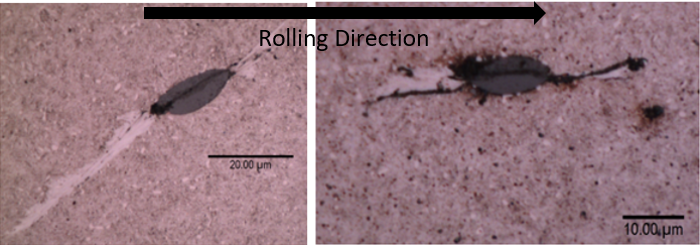 Rolling Direction
20.00 µm
10.00 µm